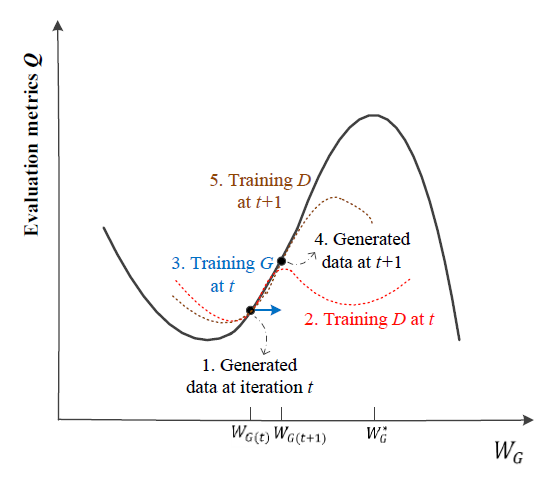 Evaluation metrics Q
5. Training D
at t+1
4. Generated
data at t+1
3. Training G
at t
2. Training D at t
1. Generated
data at iteration t
W_G(t) W_G(t+1) W_G^*
W_G